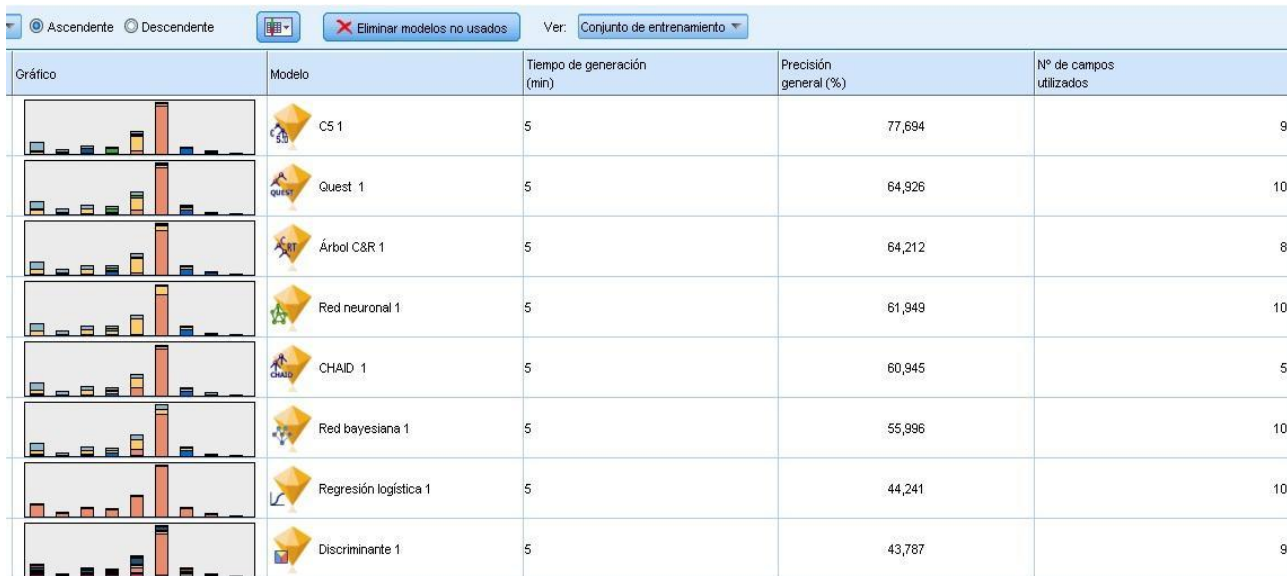 Ascendente Descendente Eliminar modelos no usados Ver: Conjunto de entrenamiento
Gráfico Modelo Tiempo de generación (min) Precisión general (%) Nº de campos utilizados
C5 1 5 77,694 9
Quest 1 5 64,926 10
Árbol C&R 1 5 64,212 8
Red neuronal 1 5 61,949 10
CHAID 1 5 60,945 5
Red bayesiana 1 5 55,996 10
Regresión logística 1 5 44,241 10
Discriminante 1 5 43,787 9